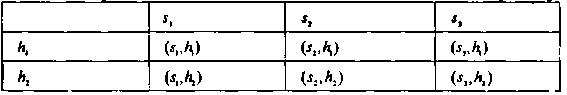 s₁ s₂ s₃
h₁ (s₁,h₁) (s₂,h₁) (s₃,h₁)
h₂ (s₁,h₂) (s₂,h₂) (s₃,h₂)